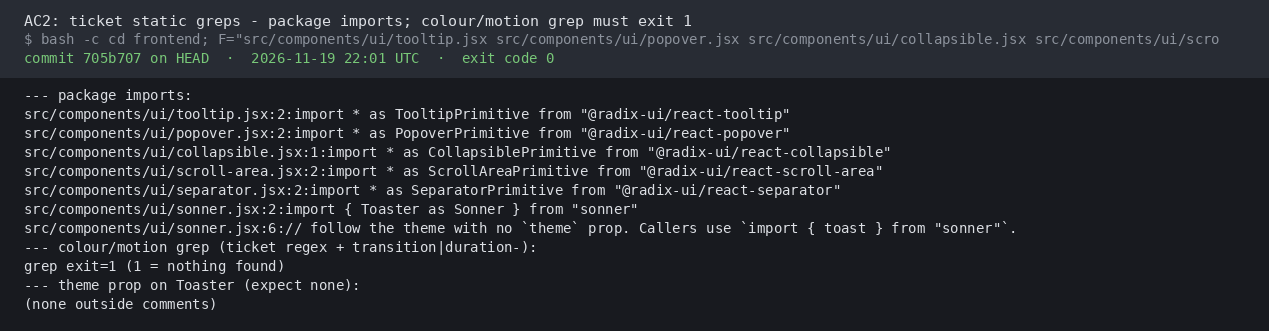 AC2: ticket static greps - package imports; colour/motion grep must exit 1
$ bash -c cd frontend; F="src/components/ui/tooltip.jsx src/components/ui/popover.jsx src/components/ui/collapsible.jsx src/components/ui/scro
commit 705b707 on HEAD · 2026-11-19 22:01 UTC · exit code 0
--- package imports:
src/components/ui/tooltip.jsx:2:import * as TooltipPrimitive from "@radix-ui/react-tooltip"
src/components/ui/popover.jsx:2:import * as PopoverPrimitive from "@radix-ui/react-popover"
src/components/ui/collapsible.jsx:1:import * as CollapsiblePrimitive from "@radix-ui/react-collapsible"
src/components/ui/scroll-area.jsx:2:import * as ScrollAreaPrimitive from "@radix-ui/react-scroll-area"
src/components/ui/separator.jsx:2:import * as SeparatorPrimitive from "@radix-ui/react-separator"
src/components/ui/sonner.jsx:2:import { Toaster as Sonner } from "sonner"
src/components/ui/sonner.jsx:6:// follow the theme with no `theme` prop. Callers use `import { toast } from "sonner"`.
--- colour/motion grep (ticket regex + transition|duration-):
grep exit=1 (1 = nothing found)
--- theme prop on Toaster (expect none):
(none outside comments)